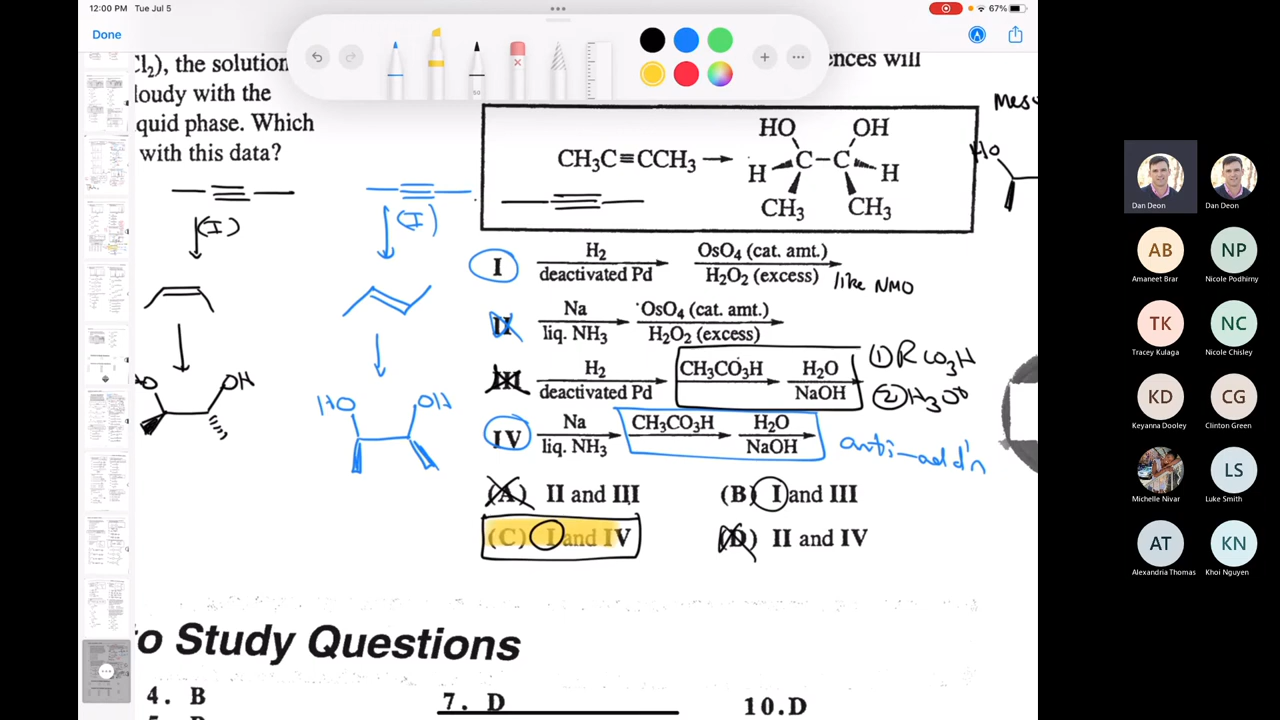 12:00 PM Tue Jul 5
67%
Done
50
Cl₂), the solution
loudy with the
quid phase. Which
with this data?
ences will
HO OH
CH₃C≡CCH₃ → C–C
H H
CH₃ CH₃
HO
(I)
(I)
OH
HO OH
I H₂ deactivated Pd OsO₄ (cat. amt.) H₂O₂ (excess) like NMO
II Na liq. NH₃ OsO₄ (cat. amt.) H₂O₂ (excess)
III H₂ deactivated Pd CH₃CO₃H H₂O NaOH ① RCO₃H
② H₃O⊕
IV Na liq. NH₃ CH₃CO₃H H₂O NaOH anti-add'n
(A) II and III (B) I and III
(C) I and IV (D) II and IV
to Study Questions
4. B 7. D 10. D
Dan Deon Dan Deon
AB NP
Amaneet Brar Nicole Podhirny
TK NC
Tracey Kulaga Nicole Chisley
KD CG
Keyanna Dooley Clinton Green
LS
Michelle Nivar Luke Smith
AT KN
Alexandria Thomas Khoi Nguyen